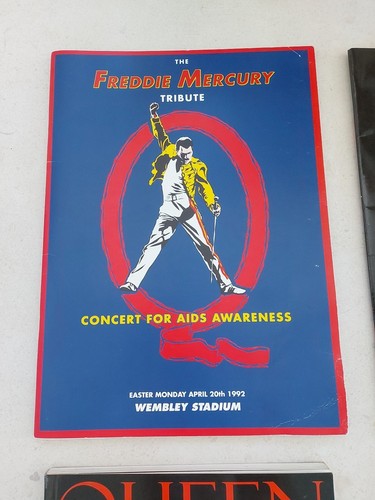 THE
FREDDIE MERCURY
TRIBUTE
CONCERT FOR AIDS AWARENESS
EASTER MONDAY APRIL 20th 1992
WEMBLEY STADIUM
QUEEN